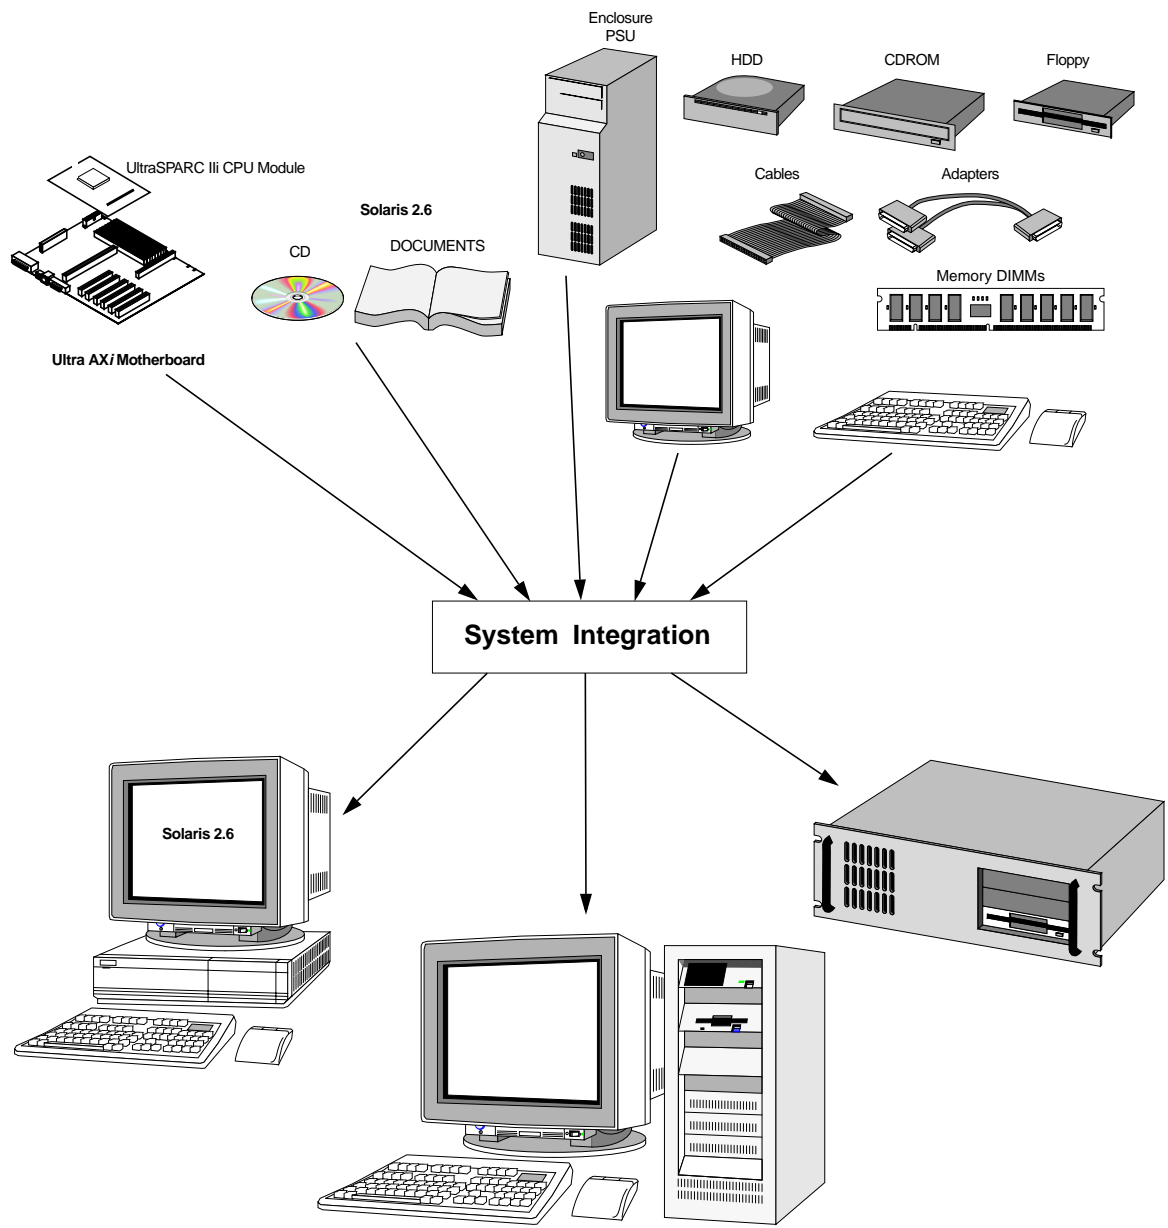 Enclosure
PSU
HDD
CDROM
Floppy
UltraSPARC IIi CPU Module
Cables
Adapters
Solaris 2.6
CD
DOCUMENTS
Memory DIMMs
Ultra AXi Motherboard
System Integration
Solaris 2.6